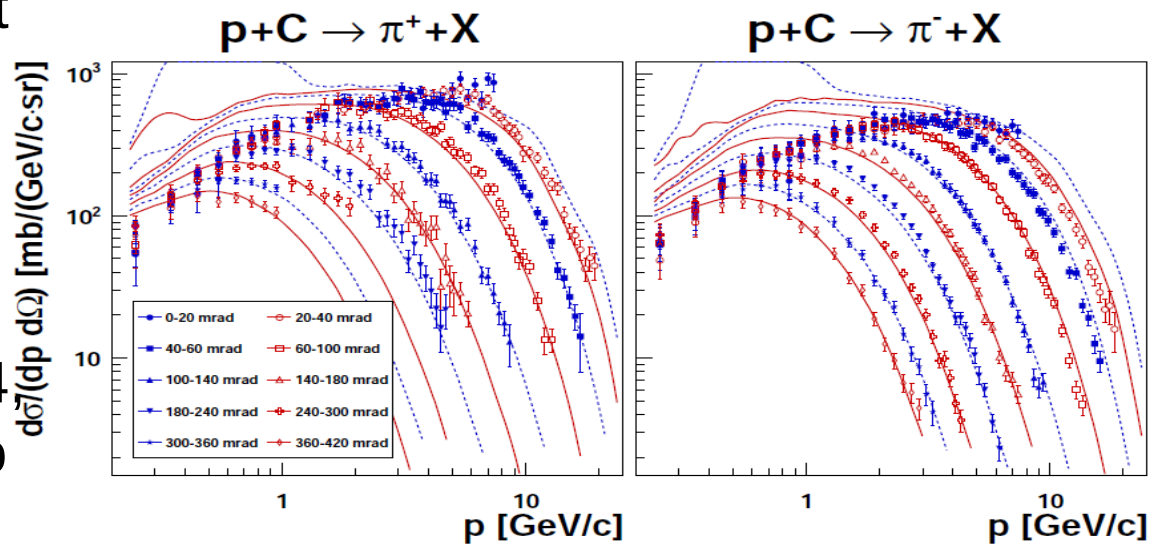 t
p+C → π⁺+X
p+C → π⁻+X
dσ/(dp dΩ) [mb/(GeV/c·sr)]
10³
10²
10
0-20 mrad
20-40 mrad
40-60 mrad
60-100 mrad
100-140 mrad
140-180 mrad
180-240 mrad
240-300 mrad
300-360 mrad
360-420 mrad
1
10
p [GeV/c]
1
10
p [GeV/c]